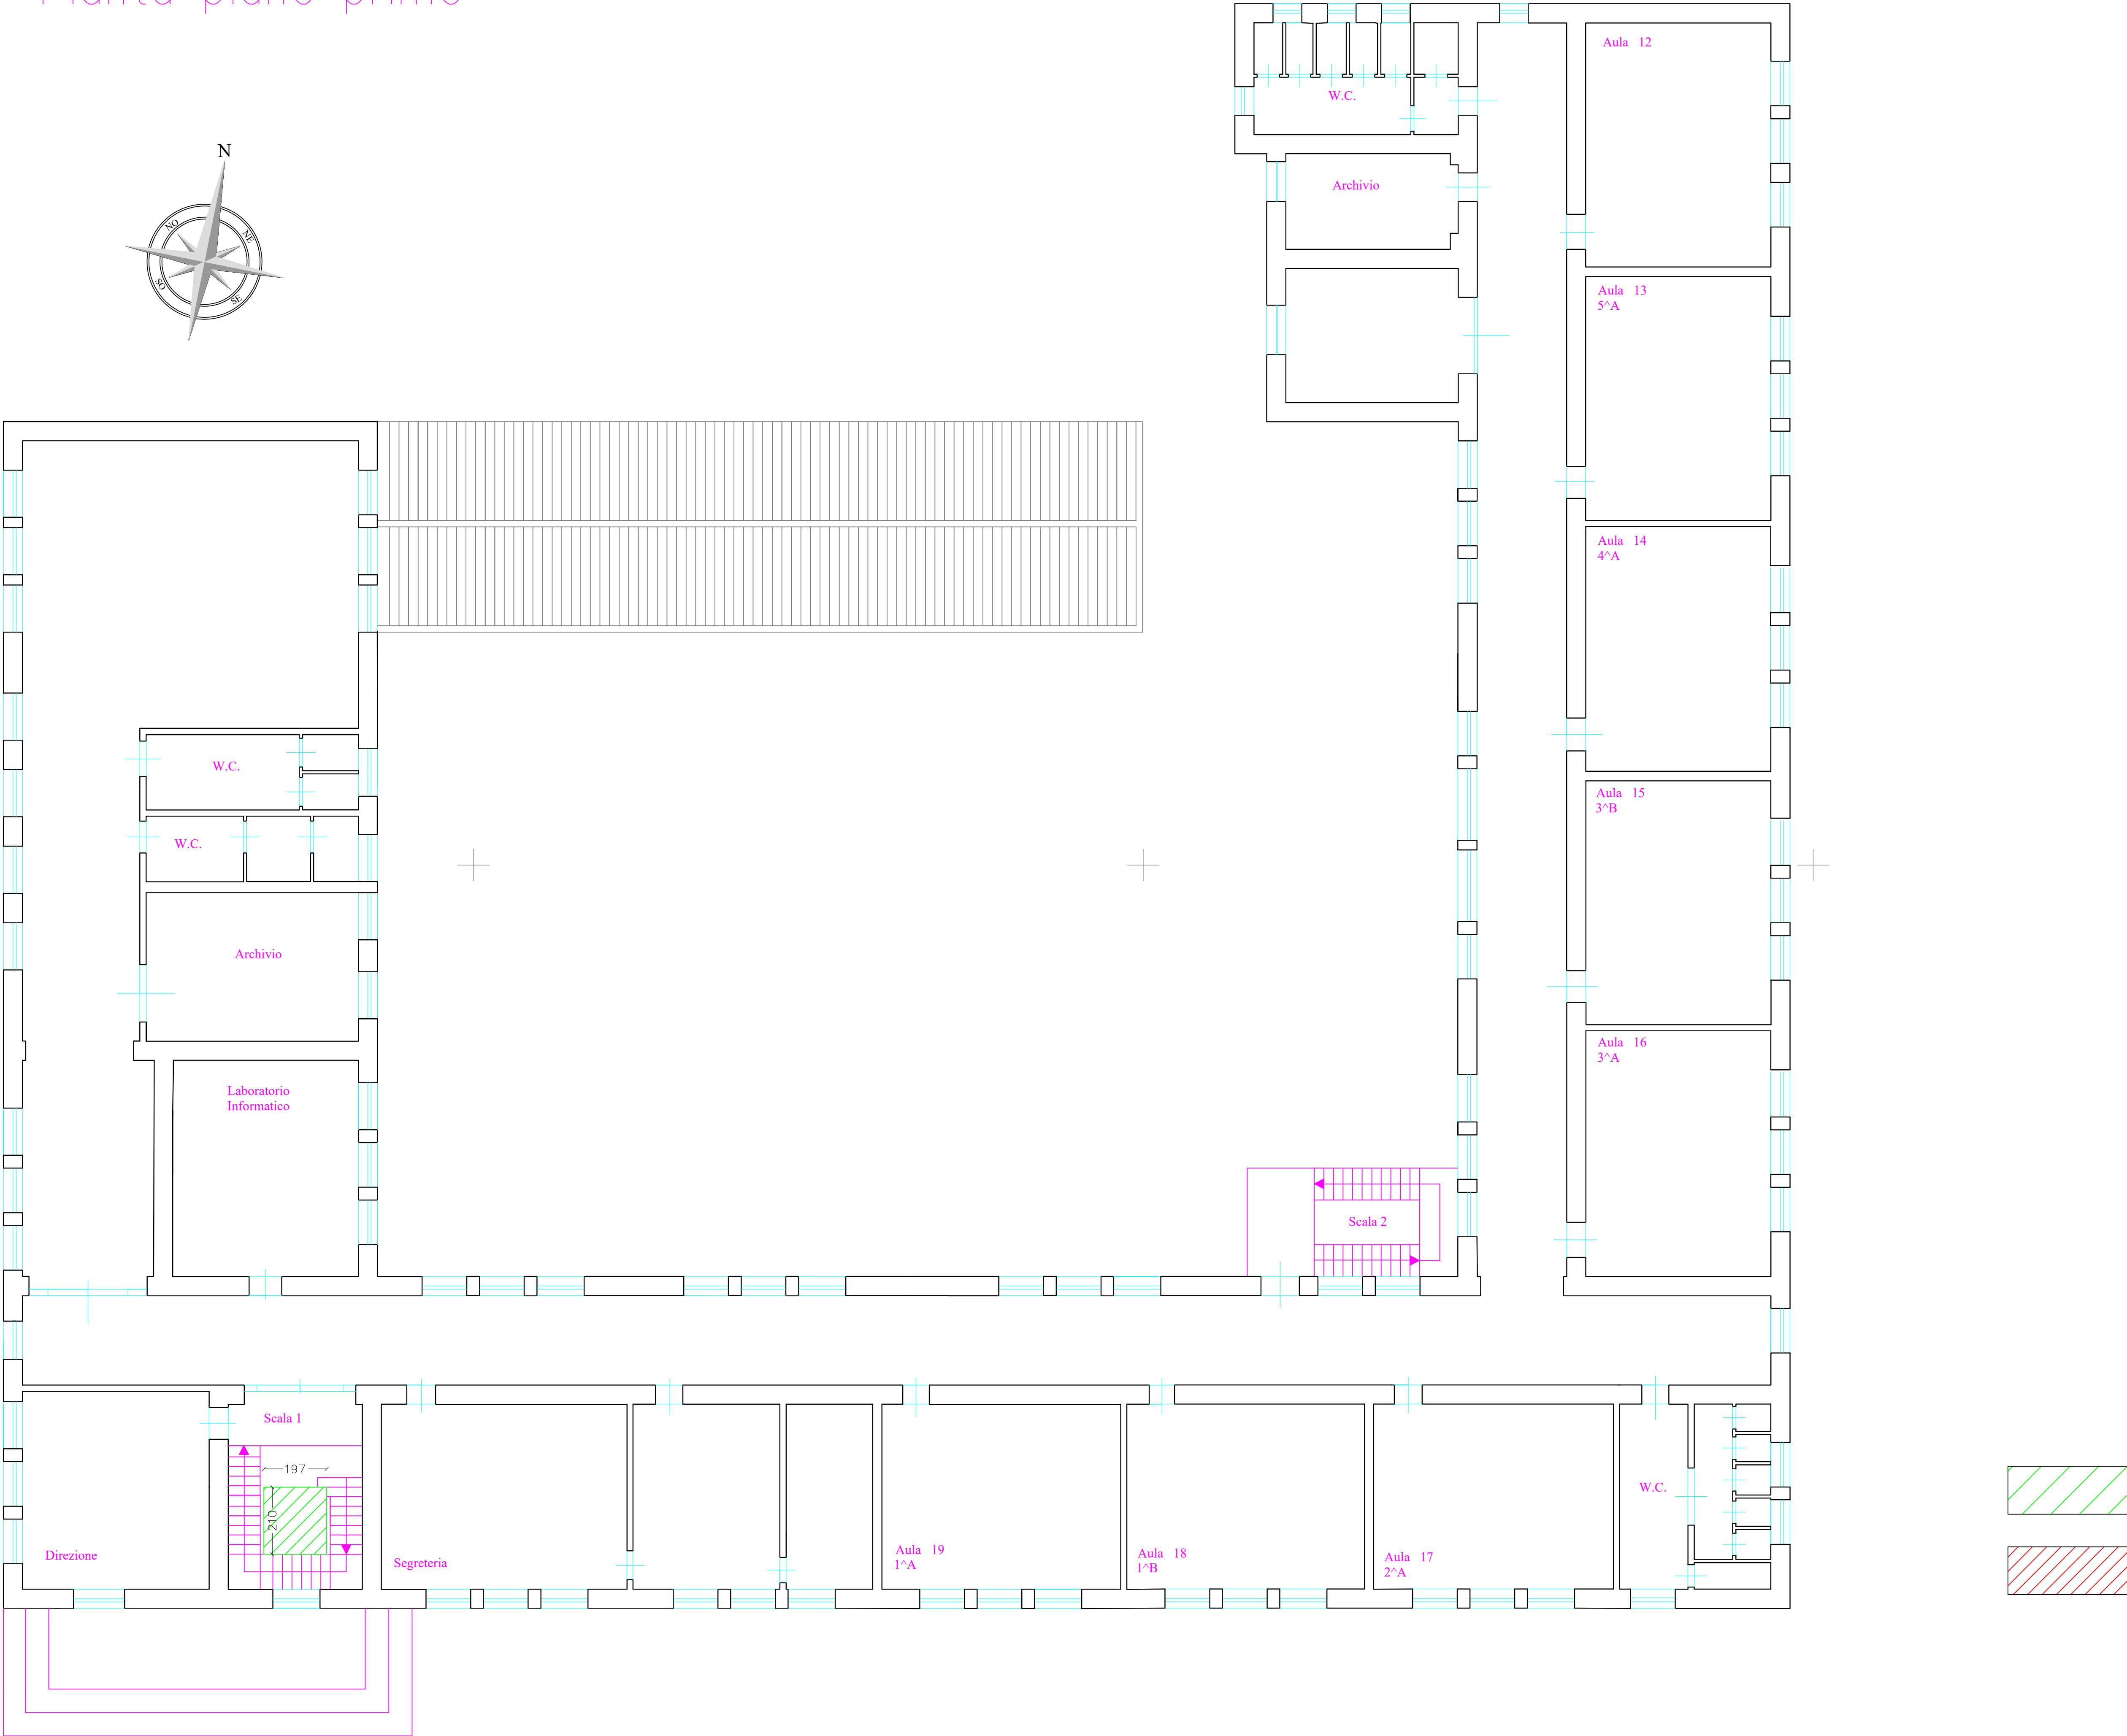 Pianta piano primo
N
NO
NE
SO
SE
W.C.
Archivio
Aula 12
Aula 13
5^A
Aula 14
4^A
Aula 15
3^B
Aula 16
3^A
W.C.
W.C.
Archivio
Laboratorio
Informatico
Scala 2
Scala 1
197
210
Direzione
Segreteria
Aula 19
1^A
Aula 18
1^B
Aula 17
2^A
W.C.